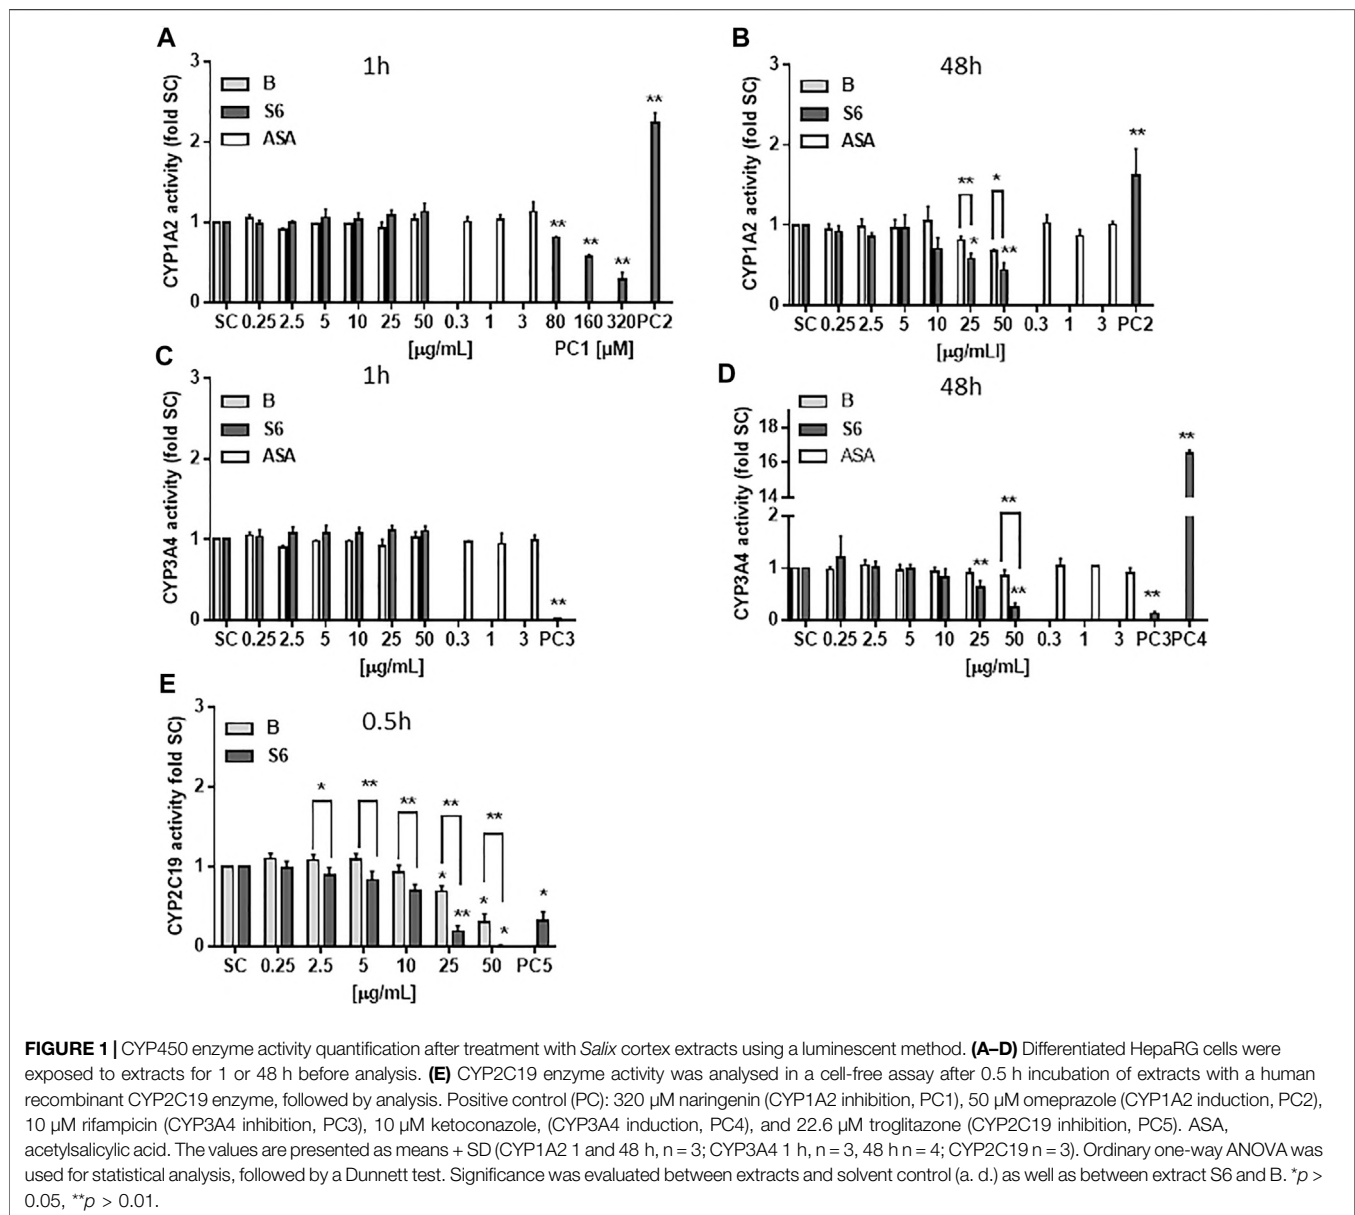 A
1h
CYP1A2 activity (fold SC)
3
2
1
0
B
S6
ASA
**
**
**
**
SC 0.25 2.5 5 10 25 50 0.3 1 3 80 160 320 PC2
[µg/mL] PC1 [µM]
B
48h
CYP1A2 activity (fold SC)
3
2
1
0
B
S6
ASA
** * **
* **
SC 0.25 2.5 5 10 25 50 0.3 1 3 PC2
[µg/mLl]
C
1h
CYP3A4 activity (fold SC)
3
2
1
0
B
S6
ASA
**
SC 0.25 2.5 5 10 25 50 0.3 1 3 PC3
[µg/mL]
D
48h
CYP3A4 activity (fold SC)
18
16
14
2
1
0
B
S6
ASA
**
**
** ** **
SC 0.25 2.5 5 10 25 50 0.3 1 3 PC3 PC4
[µg/mL]
E
0.5h
CYP2C19 activity fold SC)
3
2
1
0
B
S6
* ** ** ** **
* ** * * *
SC 0.25 2.5 5 10 25 50 PC5
[µg/mL]
FIGURE 1 | CYP450 enzyme activity quantification after treatment with Salix cortex extracts using a luminescent method. (A–D) Differentiated HepaRG cells were
exposed to extracts for 1 or 48 h before analysis. (E) CYP2C19 enzyme activity was analysed in a cell-free assay after 0.5 h incubation of extracts with a human
recombinant CYP2C19 enzyme, followed by analysis. Positive control (PC): 320 µM naringenin (CYP1A2 inhibition, PC1), 50 µM omeprazole (CYP1A2 induction, PC2),
10 µM rifampicin (CYP3A4 inhibition, PC3), 10 µM ketoconazole, (CYP3A4 induction, PC4), and 22.6 µM troglitazone (CYP2C19 inhibition, PC5). ASA,
acetylsalicylic acid. The values are presented as means + SD (CYP1A2 1 and 48 h, n = 3; CYP3A4 1 h, n = 3, 48 h n = 4; CYP2C19 n = 3). Ordinary one-way ANOVA was
used for statistical analysis, followed by a Dunnett test. Significance was evaluated between extracts and solvent control (a. d.) as well as between extract S6 and B. *p >
0.05, **p > 0.01.